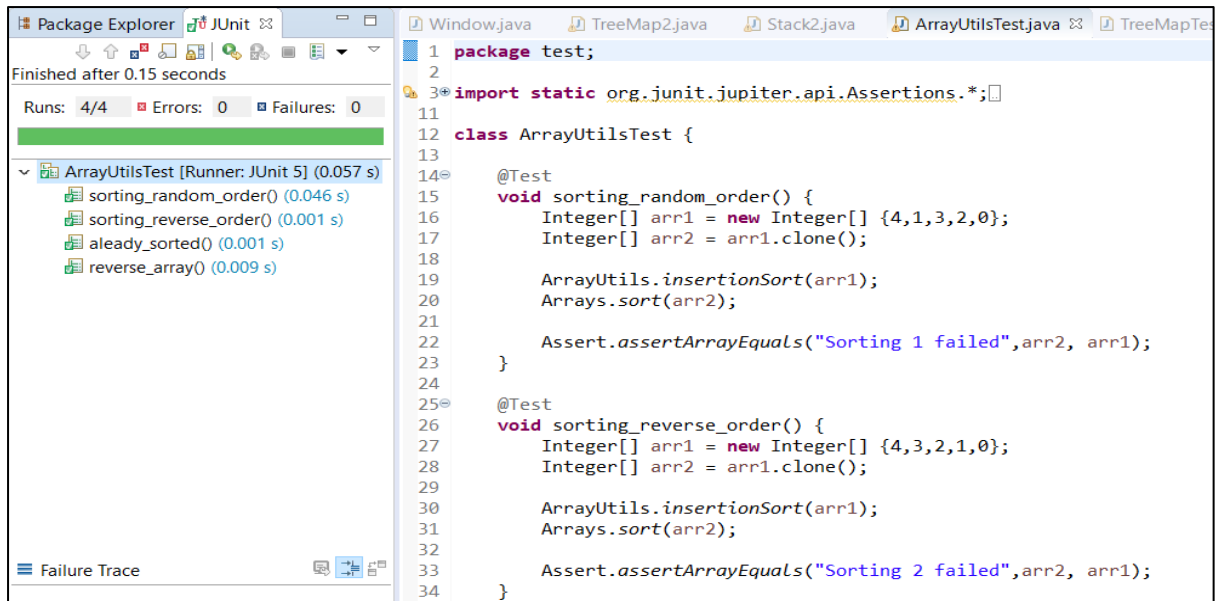 Package Explorer JUnit
Finished after 0.15 seconds
Runs: 4/4 Errors: 0 Failures: 0
ArrayUtilsTest [Runner: JUnit 5] (0.057 s)
sorting_random_order() (0.046 s)
sorting_reverse_order() (0.001 s)
aleady_sorted() (0.001 s)
reverse_array() (0.009 s)
Failure Trace
Window.java TreeMap2.java Stack2.java ArrayUtilsTest.java TreeMapTes
1 package test;
2
3 import static org.junit.jupiter.api.Assertions.*;
11
12 class ArrayUtilsTest {
13
14 @Test
15 void sorting_random_order() {
16 Integer[] arr1 = new Integer[] {4,1,3,2,0};
17 Integer[] arr2 = arr1.clone();
18
19 ArrayUtils.insertionSort(arr1);
20 Arrays.sort(arr2);
21
22 Assert.assertArrayEquals("Sorting 1 failed",arr2, arr1);
23 }
24
25 @Test
26 void sorting_reverse_order() {
27 Integer[] arr1 = new Integer[] {4,3,2,1,0};
28 Integer[] arr2 = arr1.clone();
29
30 ArrayUtils.insertionSort(arr1);
31 Arrays.sort(arr2);
32
33 Assert.assertArrayEquals("Sorting 2 failed",arr2, arr1);
34 }